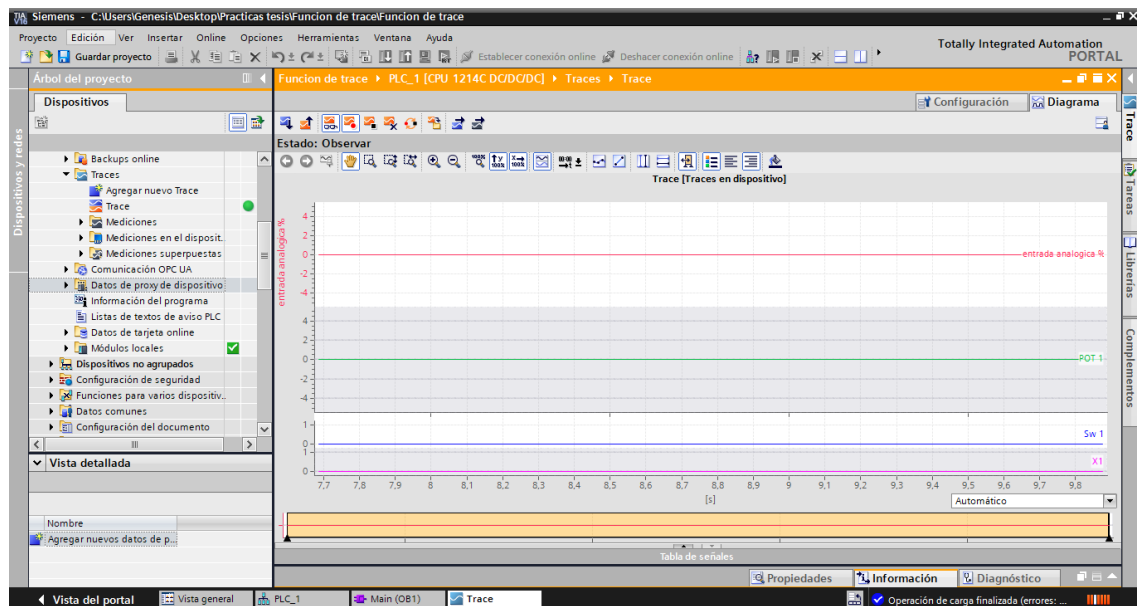 Siemens - C:\Users\Genesis\Desktop\Practicas tesis\Funcion de trace\Funcion de trace
Proyecto Edición Ver Insertar Online Opciones Herramientas Ventana Ayuda
Totally Integrated Automation
PORTAL
Guardar proyecto
Establecer conexión online Deshacer conexión online
Árbol del proyecto
Dispositivos
Dispositivos y redes
Backups online
Traces
Agregar nuevo Trace
Trace
Mediciones
Mediciones en el disposit..
Mediciones superpuestas
Comunicación OPC UA
Datos de proxy de dispositivo
Información del programa
Listas de textos de aviso PLC
Datos de tarjeta online
Módulos locales
Dispositivos no agrupados
Configuración de seguridad
Funciones para varios dispositiv..
Datos comunes
Configuración del documento
Vista detallada
Nombre
Agregar nuevos datos de p...
Funcion de trace PLC_1 [CPU 1214C DC/DC/DC] Traces Trace
Configuración Diagrama
Estado: Observar
Trace [Traces en dispositivo]
entrada analogica %
4
2
0
-2
-4
entrada analogica %
4
2
0
-2
-4
POT 1
1
0
Sw 1
1
0
X1
7,7 7,8 7,9 8 8,1 8,2 8,3 8,4 8,5 8,6 8,7 8,8 8,9 9 9,1 9,2 9,3 9,4 9,5 9,6 9,7 9,8
[s]
Automático
Tabla de señales
Propiedades Información Diagnóstico
Trace
Tareas
Librerías
Complementos
Vista del portal Vista general PLC_1 Main (OB1) Trace
Operación de carga finalizada (errores: ...